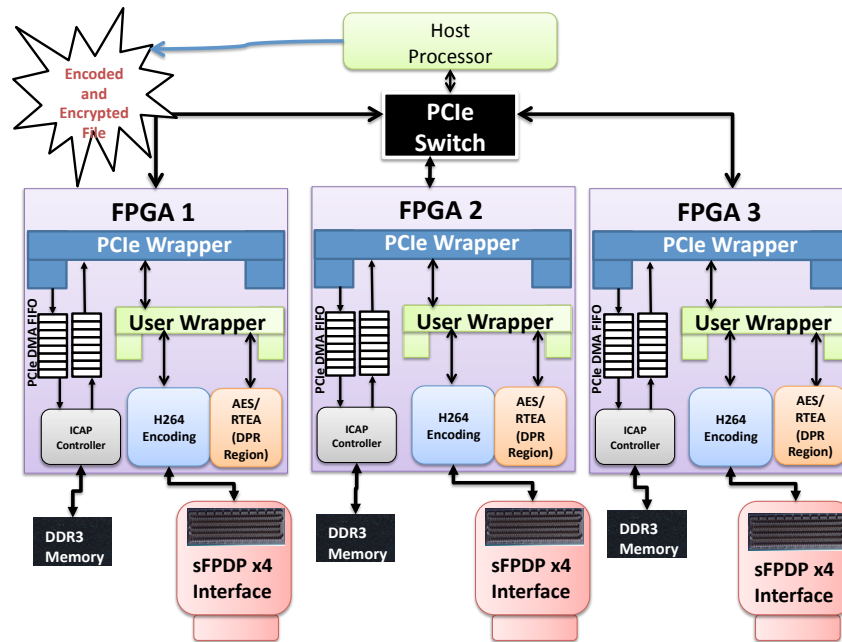 Host
Processor
Encoded
and
Encrypted
File
PCIe
Switch
FPGA 1
PCIe Wrapper
PCIe DMA FIFO
User Wrapper
ICAP
Controller
H264
Encoding
AES/
RTEA
(DPR
Region)
DDR3
Memory
sFPDP x4
Interface
FPGA 2
PCIe Wrapper
PCIe DMA FIFO
User Wrapper
ICAP
Controller
H264
Encoding
AES/
RTEA
(DPR
Region)
DDR3
Memory
sFPDP x4
Interface
FPGA 3
PCIe Wrapper
PCIe DMA FIFO
User Wrapper
ICAP
Controller
H264
Encoding
AES/
RTEA
(DPR
Region)
DDR3
Memory
sFPDP x4
Interface